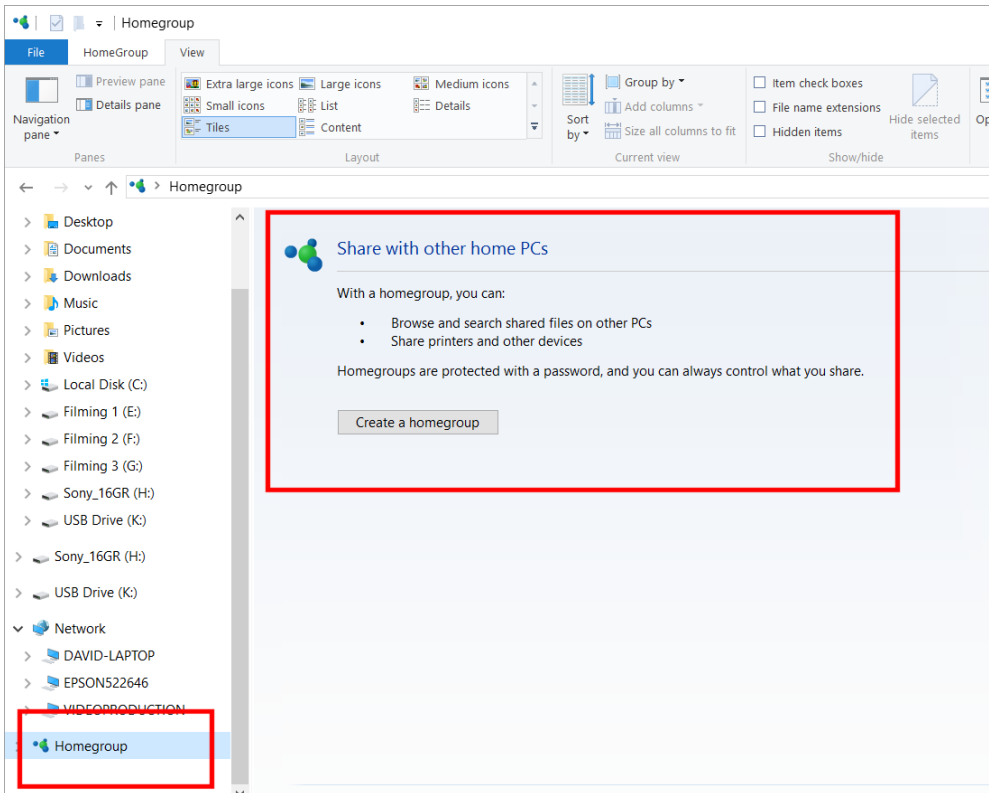 Homegroup
File HomeGroup View
Preview pane Extra large icons Large icons Medium icons Group by Item check boxes
Details pane Small icons List Details Add columns File name extensions
Navigation pane Tiles Content Sort by Size all columns to fit Hidden items Hide selected items Op
Panes Layout Current view Show/hide
Homegroup
Desktop
Documents
Downloads
Music
Pictures
Videos
Local Disk (C:)
Filming 1 (E:)
Filming 2 (F:)
Filming 3 (G:)
Sony_16GR (H:)
USB Drive (K:)
Sony_16GR (H:)
USB Drive (K:)
Network
DAVID-LAPTOP
EPSON522646
VIDEOPRODUCTION
Homegroup
Share with other home PCs
With a homegroup, you can:
• Browse and search shared files on other PCs
• Share printers and other devices
Homegroups are protected with a password, and you can always control what you share.
Create a homegroup